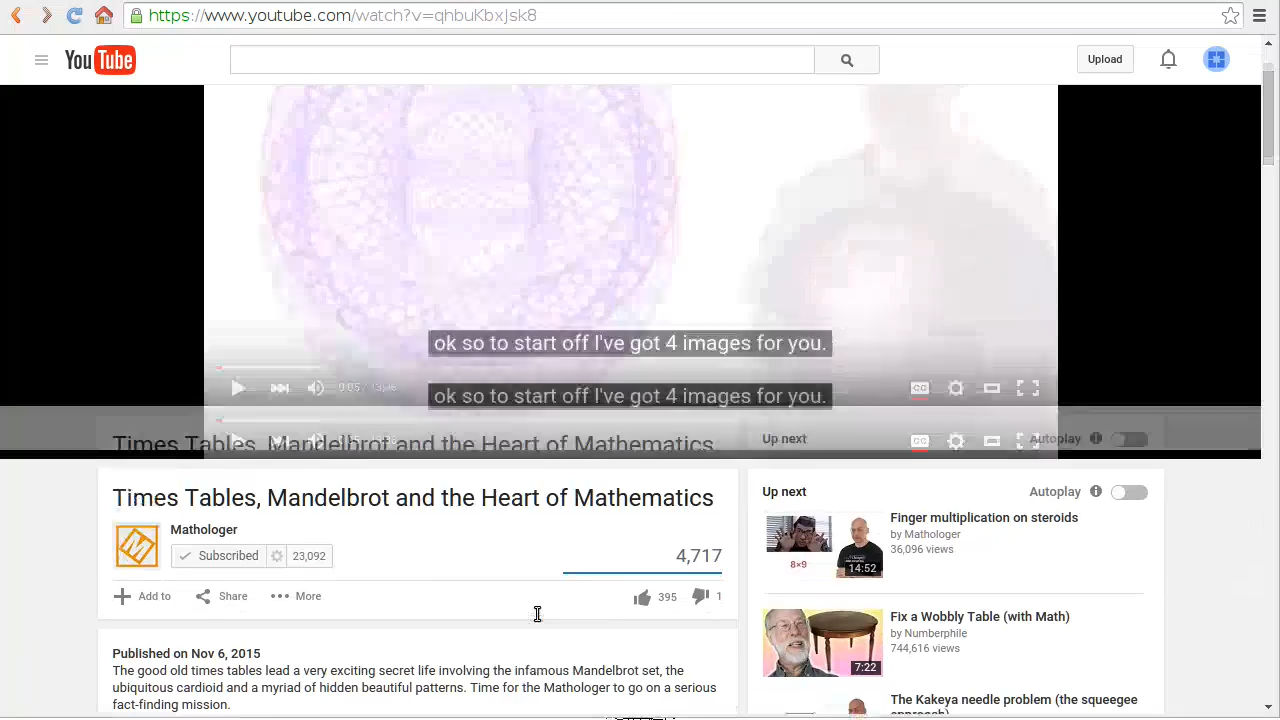 https://www.youtube.com/watch?v=qhbuKbxJsk8
YouTube
Upload
ok so to start off I've got 4 images for you.
0:05
ok so to start off I've got 4 images for you.
Times Tables, Mandelbrot and the Heart of Mathematics
Up next
Autoplay
CC
CC
Times Tables, Mandelbrot and the Heart of Mathematics
Mathologer
Subscribed 23,092
4,717
Add to Share More 395 1
Published on Nov 6, 2015
The good old times tables lead a very exciting secret life involving the infamous Mandelbrot set, the
ubiquitous cardioid and a myriad of hidden beautiful patterns. Time for the Mathologer to go on a serious
fact-finding mission.
Up next Autoplay
Finger multiplication on steroids
by Mathologer
36,096 views
8×9
14:52
Fix a Wobbly Table (with Math)
by Numberphile
744,616 views
7:22
The Kakeya needle problem (the squeegee
approach)